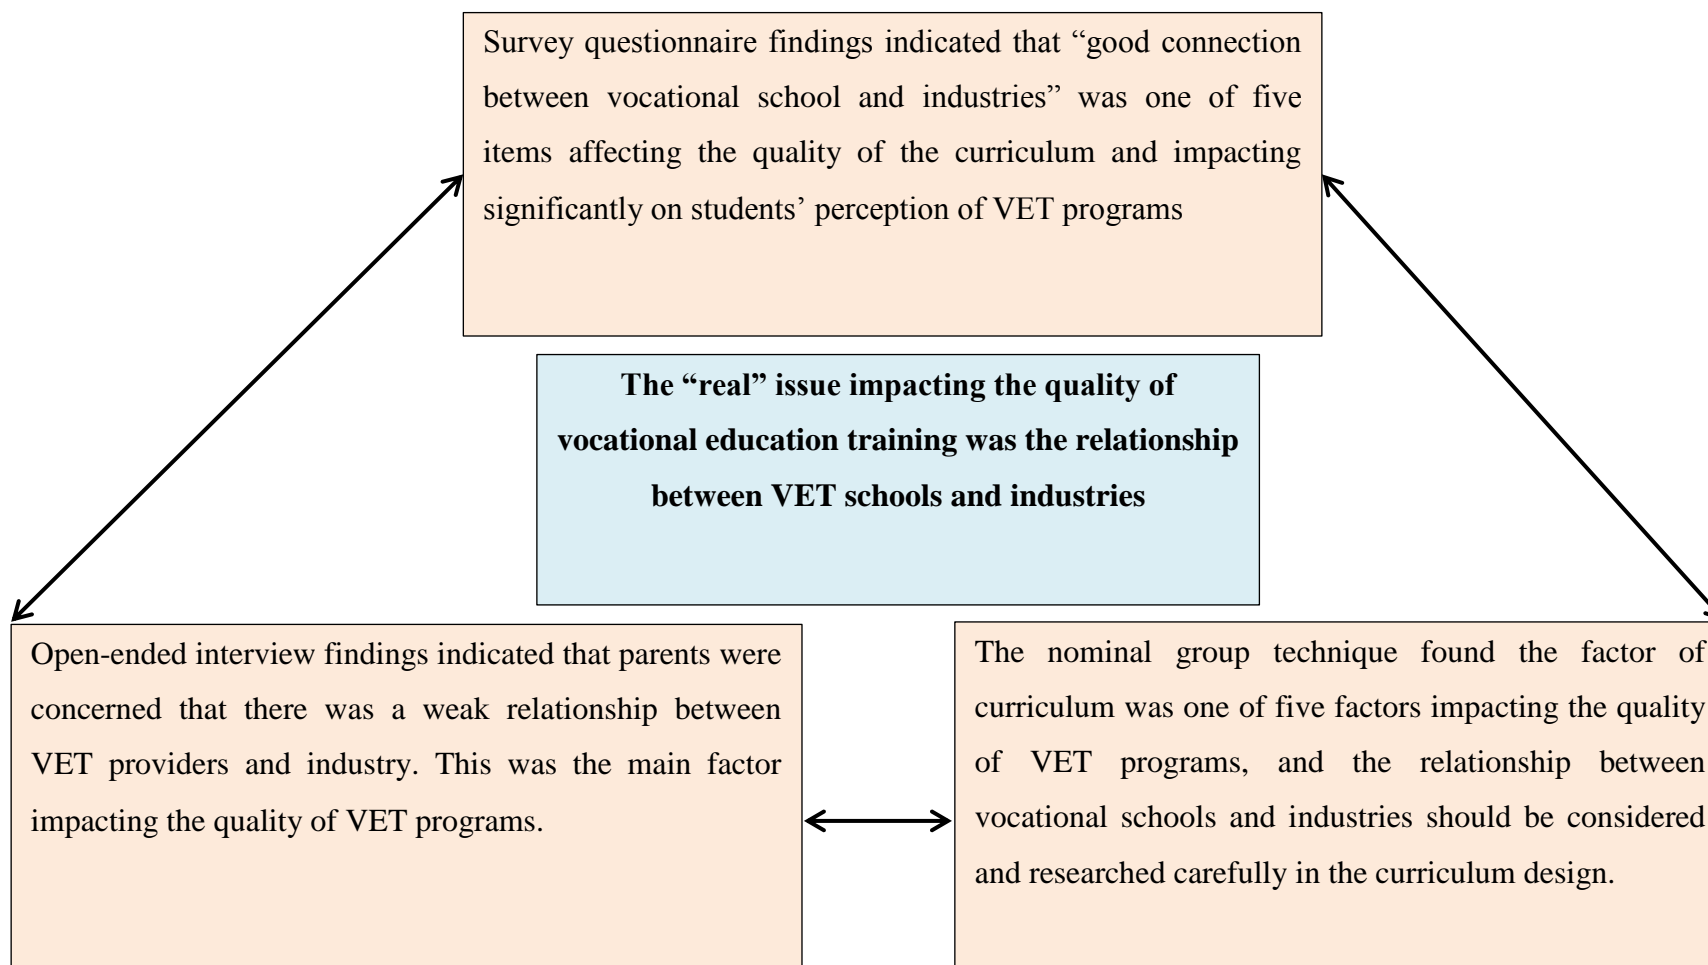 Survey questionnaire findings indicated that “good connection
between vocational school and industries” was one of five
items affecting the quality of the curriculum and impacting
significantly on students’ perception of VET programs
The “real” issue impacting the quality of
vocational education training was the relationship
between VET schools and industries
Open-ended interview findings indicated that parents were
concerned that there was a weak relationship between
VET providers and industry. This was the main factor
impacting the quality of VET programs.
The nominal group technique found the factor of
curriculum was one of five factors impacting the quality
of VET programs, and the relationship between
vocational schools and industries should be considered
and researched carefully in the curriculum design.